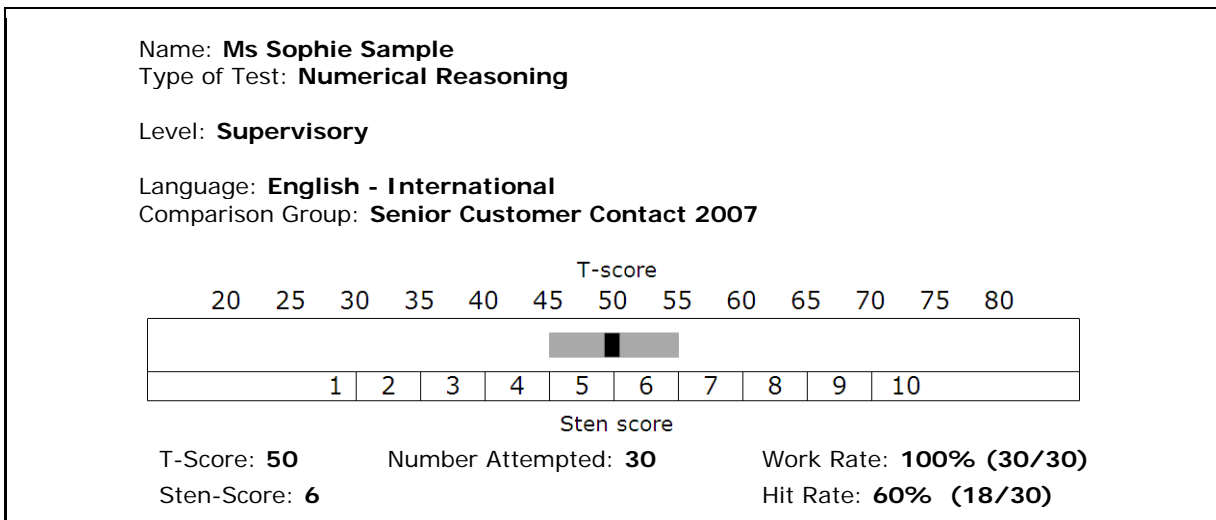 Name: Ms Sophie Sample
Type of Test: Numerical Reasoning
Level: Supervisory
Language: English - International
Comparison Group: Senior Customer Contact 2007
T-score
20 25 30 35 40 45 50 55 60 65 70 75 80
1 2 3 4 5 6 7 8 9 10
Sten score
T-Score: 50 Number Attempted: 30 Work Rate: 100% (30/30)
Sten-Score: 6 Hit Rate: 60% (18/30)